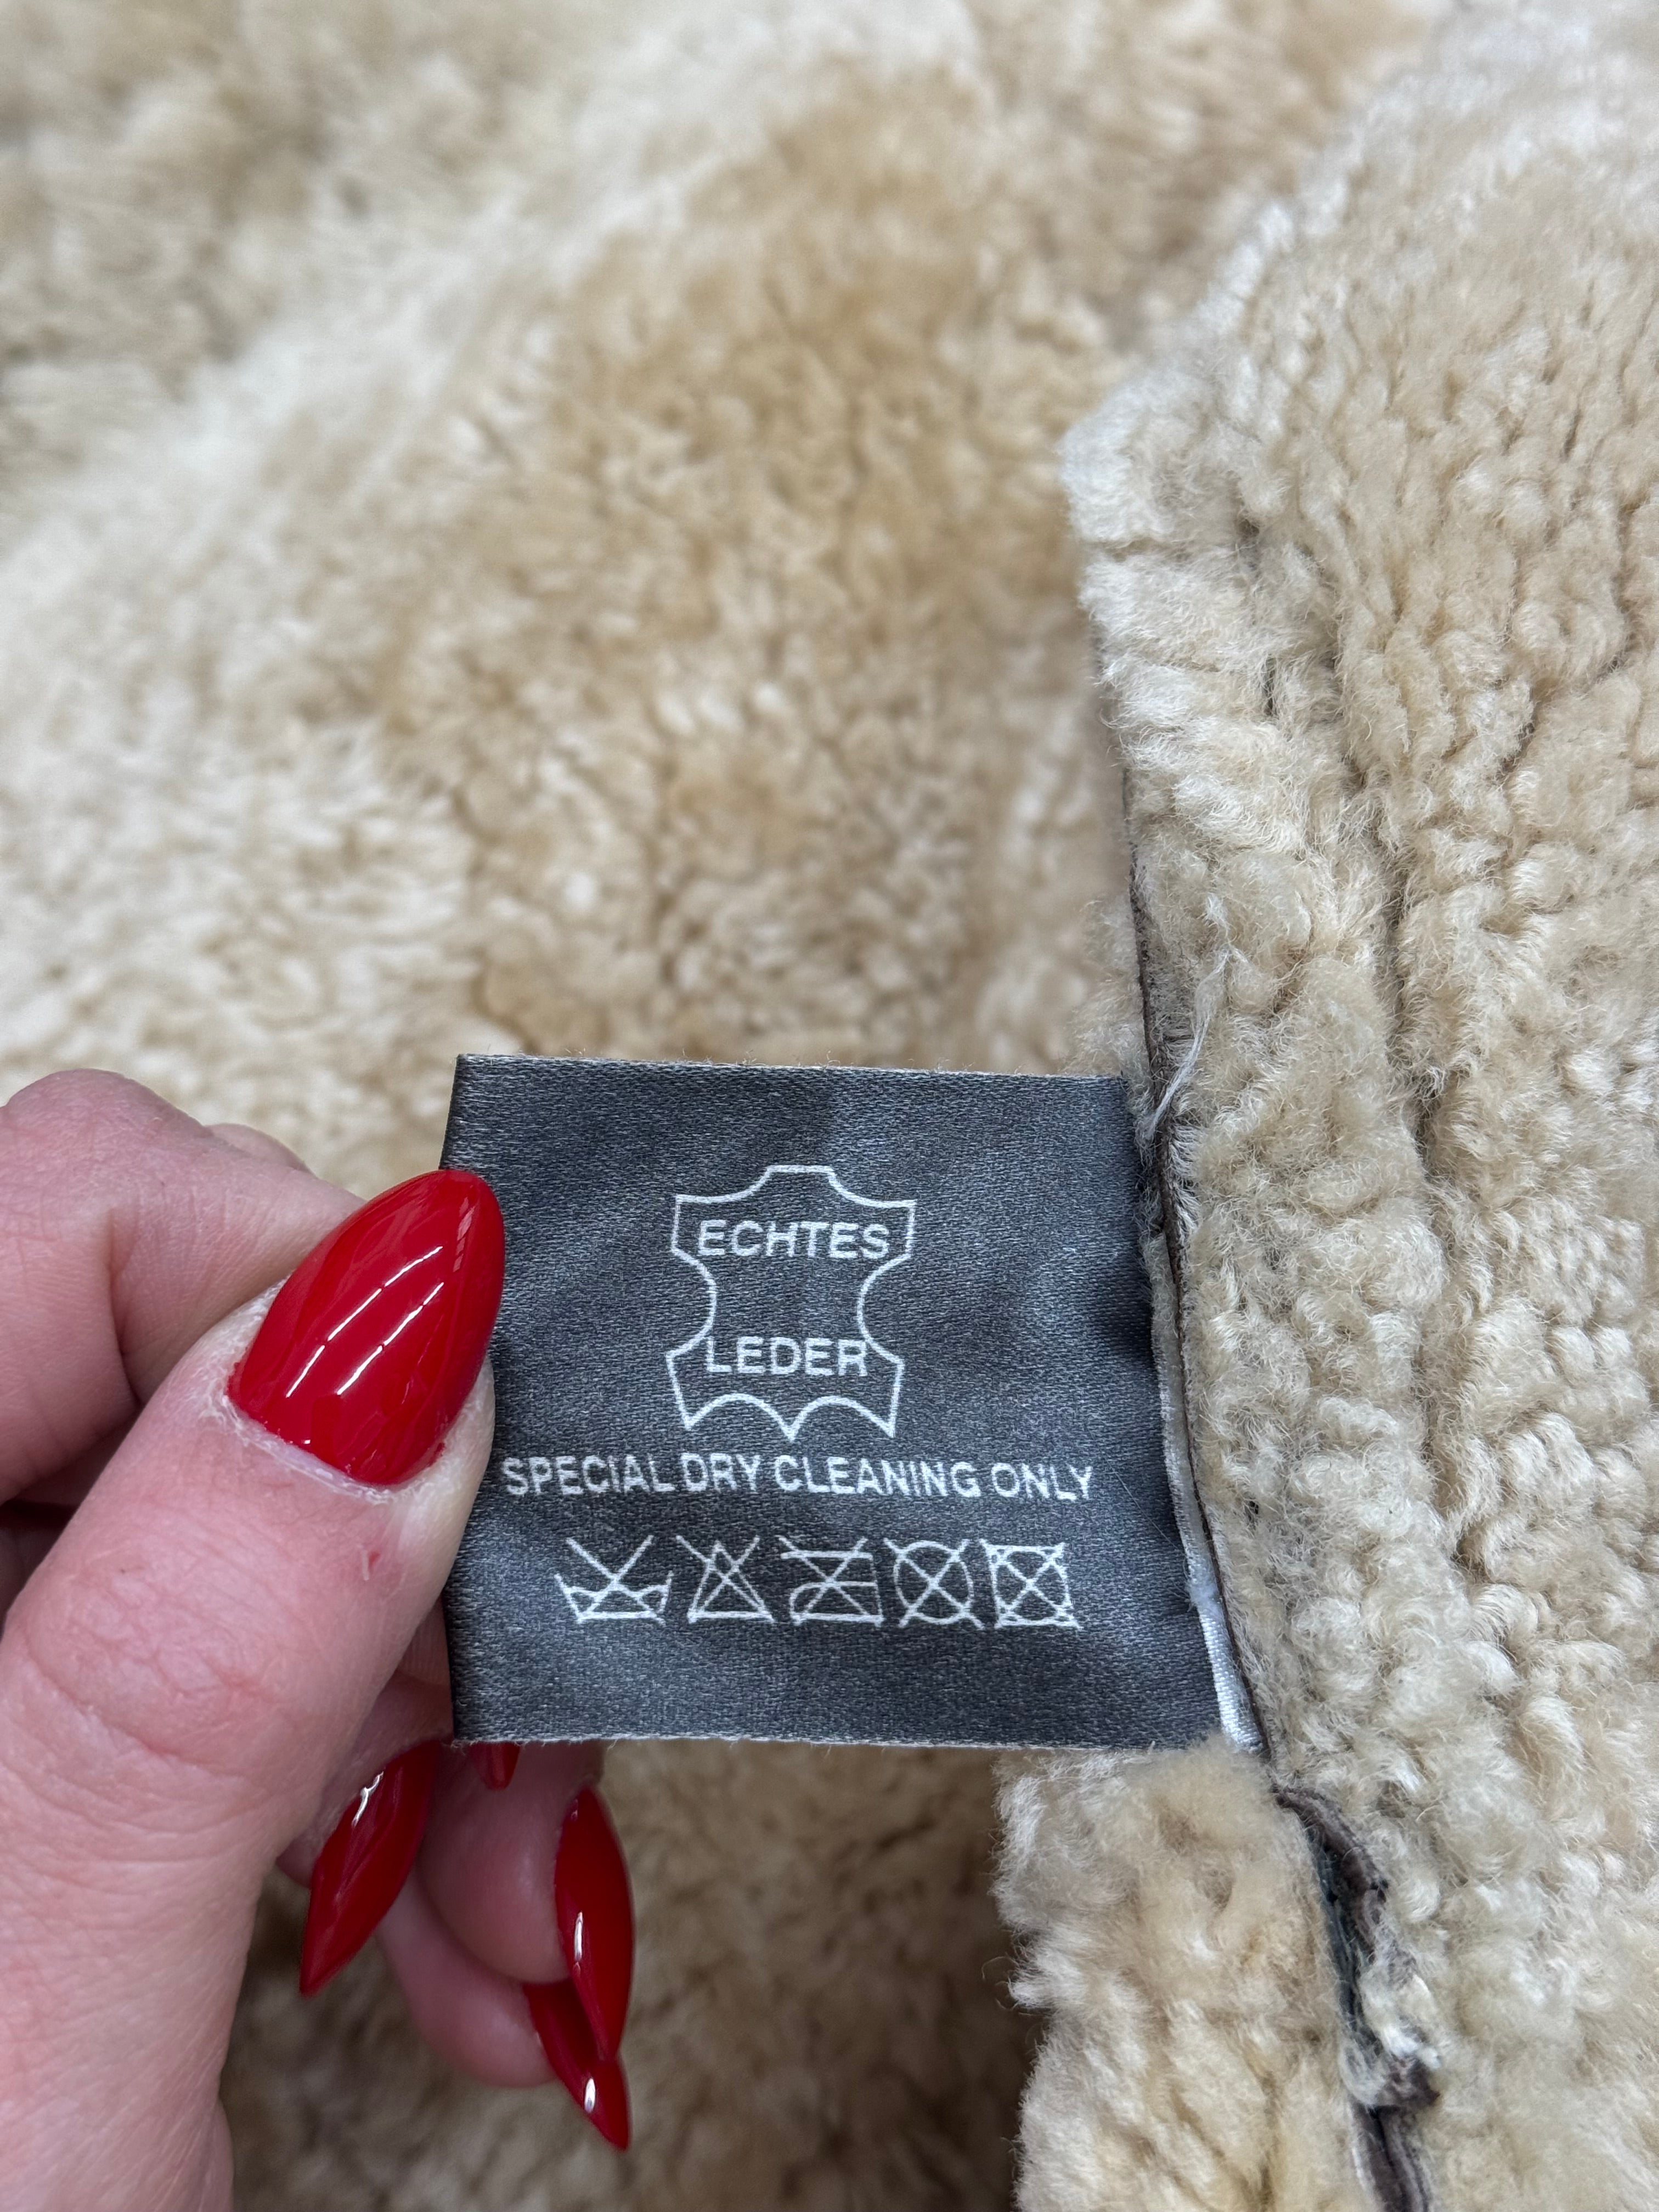 ECHTES
LEDER
SPECIAL DRY CLEANING ONLY